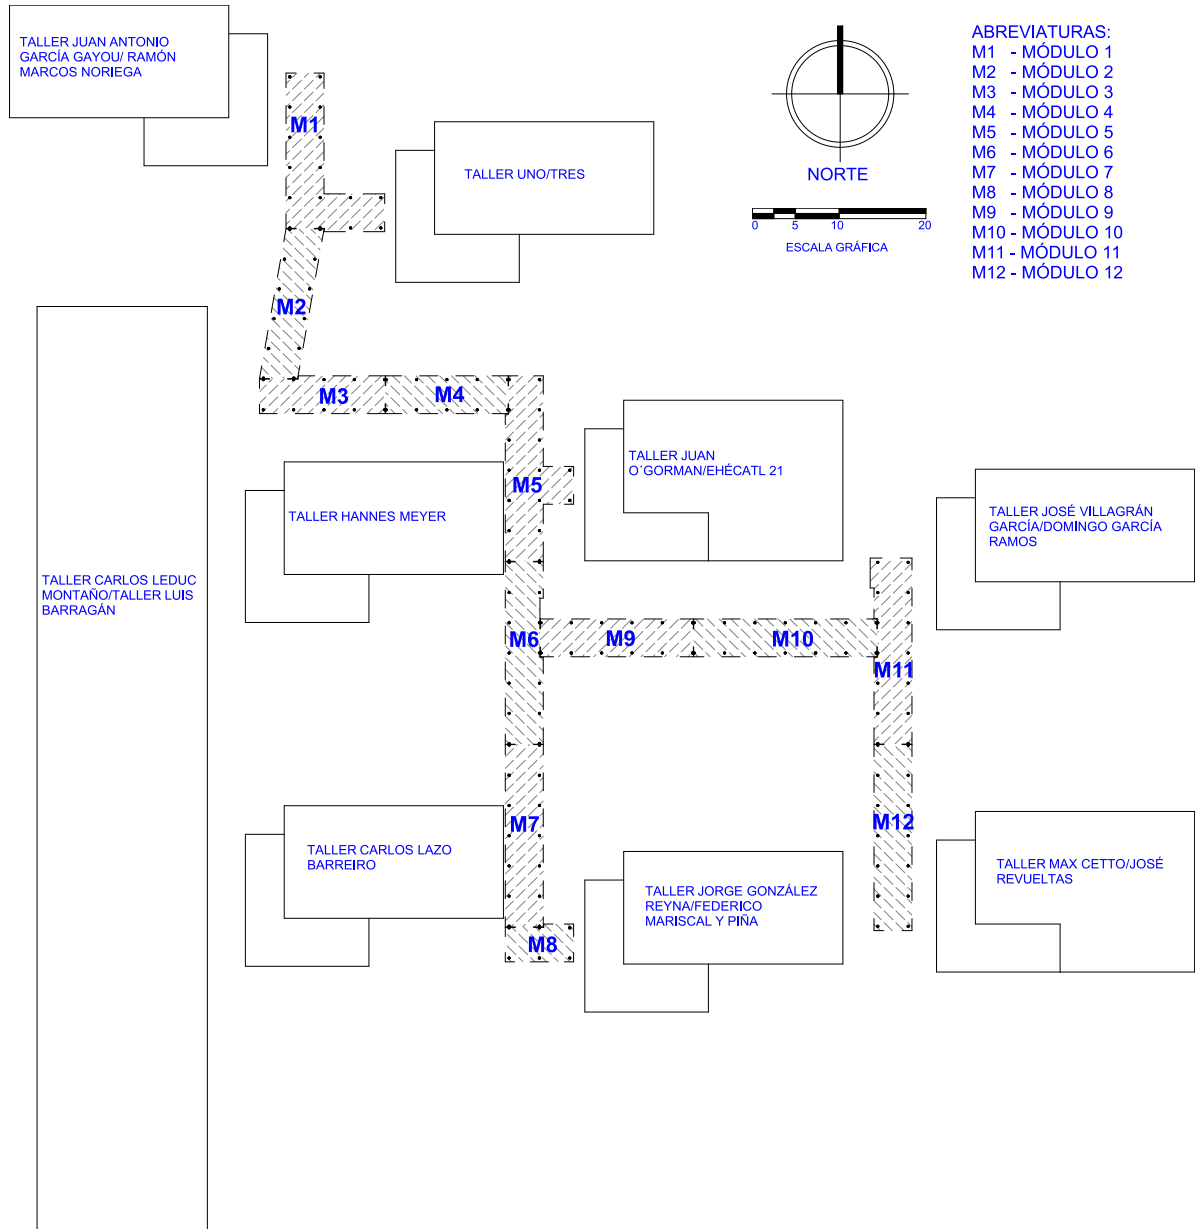 TALLER JUAN ANTONIO
GARCÍA GAYOU/ RAMÓN
MARCOS NORIEGA
M1
TALLER UNO/TRES
NORTE
0 5 10 20
ESCALA GRÁFICA
ABREVIATURAS:
M1 - MÓDULO 1
M2 - MÓDULO 2
M3 - MÓDULO 3
M4 - MÓDULO 4
M5 - MÓDULO 5
M6 - MÓDULO 6
M7 - MÓDULO 7
M8 - MÓDULO 8
M9 - MÓDULO 9
M10 - MÓDULO 10
M11 - MÓDULO 11
M12 - MÓDULO 12
M2
M3
M4
TALLER JUAN
O´GORMAN/EHÉCATL 21
M5
TALLER HANNES MEYER
TALLER JOSÉ VILLAGRÁN
GARCÍA/DOMINGO GARCÍA
RAMOS
TALLER CARLOS LEDUC
MONTAÑO/TALLER LUIS
BARRAGÁN
M6
M9
M10
M11
M7
M12
TALLER CARLOS LAZO
BARREIRO
TALLER JORGE GONZÁLEZ
REYNA/FEDERICO
MARISCAL Y PIÑA
TALLER MAX CETTO/JOSÉ
REVUELTAS
M8